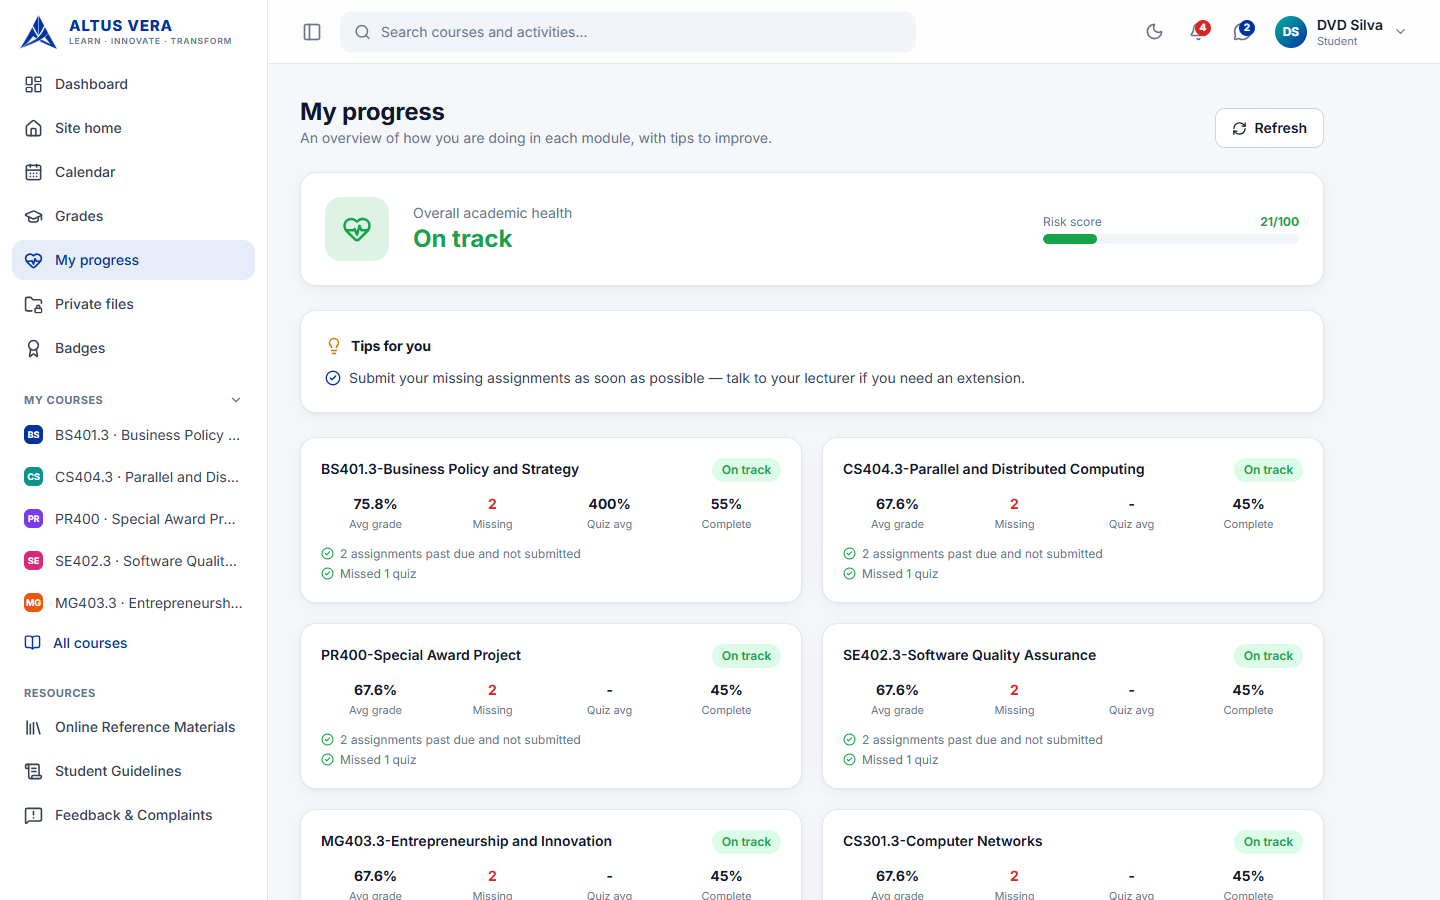 ALTUS VERA
LEARN · INNOVATE · TRANSFORM
Dashboard
Site home
Calendar
Grades
My progress
Private files
Badges
MY COURSES
BS BS401.3 · Business Policy ...
CS CS404.3 · Parallel and Dis...
PR PR400 · Special Award Pr...
SE SE402.3 · Software Qualit...
MG MG403.3 · Entrepreneursh...
All courses
RESOURCES
Online Reference Materials
Student Guidelines
Feedback & Complaints
Search courses and activities...
4
2
DS
DVD Silva
Student
My progress
An overview of how you are doing in each module, with tips to improve.
Refresh
Overall academic health
On track
Risk score 21/100
Tips for you
Submit your missing assignments as soon as possible — talk to your lecturer if you need an extension.
BS401.3-Business Policy and Strategy On track
75.8% 2 400% 55%
Avg grade Missing Quiz avg Complete
2 assignments past due and not submitted
Missed 1 quiz
CS404.3-Parallel and Distributed Computing On track
67.6% 2 - 45%
Avg grade Missing Quiz avg Complete
2 assignments past due and not submitted
Missed 1 quiz
PR400-Special Award Project On track
67.6% 2 - 45%
Avg grade Missing Quiz avg Complete
2 assignments past due and not submitted
Missed 1 quiz
SE402.3-Software Quality Assurance On track
67.6% 2 - 45%
Avg grade Missing Quiz avg Complete
2 assignments past due and not submitted
Missed 1 quiz
MG403.3-Entrepreneurship and Innovation On track
67.6% 2 - 45%
Avg grade Missing Quiz avg Complete
CS301.3-Computer Networks On track
67.6% 2 - 45%
Avg grade Missing Quiz avg Complete